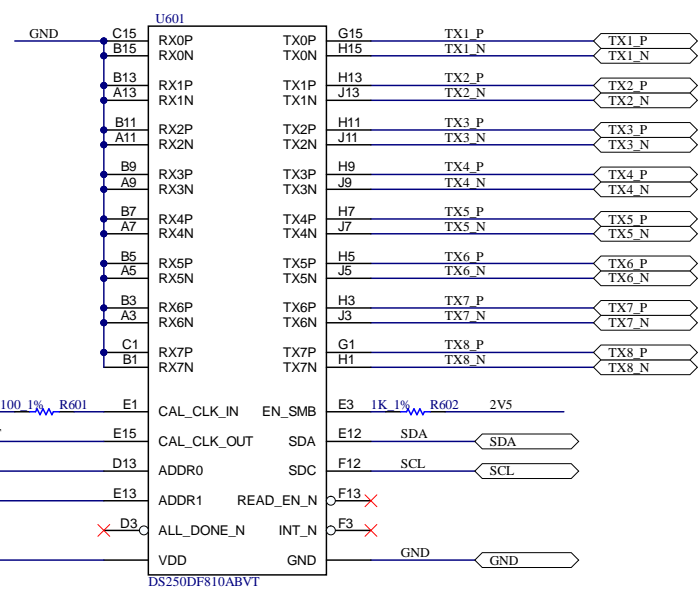 U601
GND C15 RX0P TX0P G15 TX1_P TX1_P
B15 RX0N TX0N H15 TX1_N TX1_N
B13 RX1P TX1P H13 TX2_P TX2_P
A13 RX1N TX1N J13 TX2_N TX2_N
B11 RX2P TX2P H11 TX3_P TX3_P
A11 RX2N TX2N J11 TX3_N TX3_N
B9 RX3P TX3P H9 TX4_P TX4_P
A9 RX3N TX3N J9 TX4_N TX4_N
B7 RX4P TX4P H7 TX5_P TX5_P
A7 RX4N TX4N J7 TX5_N TX5_N
B5 RX5P TX5P H5 TX6_P TX6_P
A5 RX5N TX5N J5 TX6_N TX6_N
B3 RX6P TX6P H3 TX7_P TX7_P
A3 RX6N TX6N J3 TX7_N TX7_N
C1 RX7P TX7P G1 TX8_P TX8_P
B1 RX7N TX7N H1 TX8_N TX8_N
100_1% R601 E1 CAL_CLK_IN EN_SMB E3 1K_1% R602 2V5
E15 CAL_CLK_OUT SDA E12 SDA SDA
D13 ADDR0 SDC F12 SCL SCL
E13 ADDR1 READ_EN_N F13
D3 ALL_DONE_N INT_N F3
VDD GND GND GND
DS250DF810ABVT